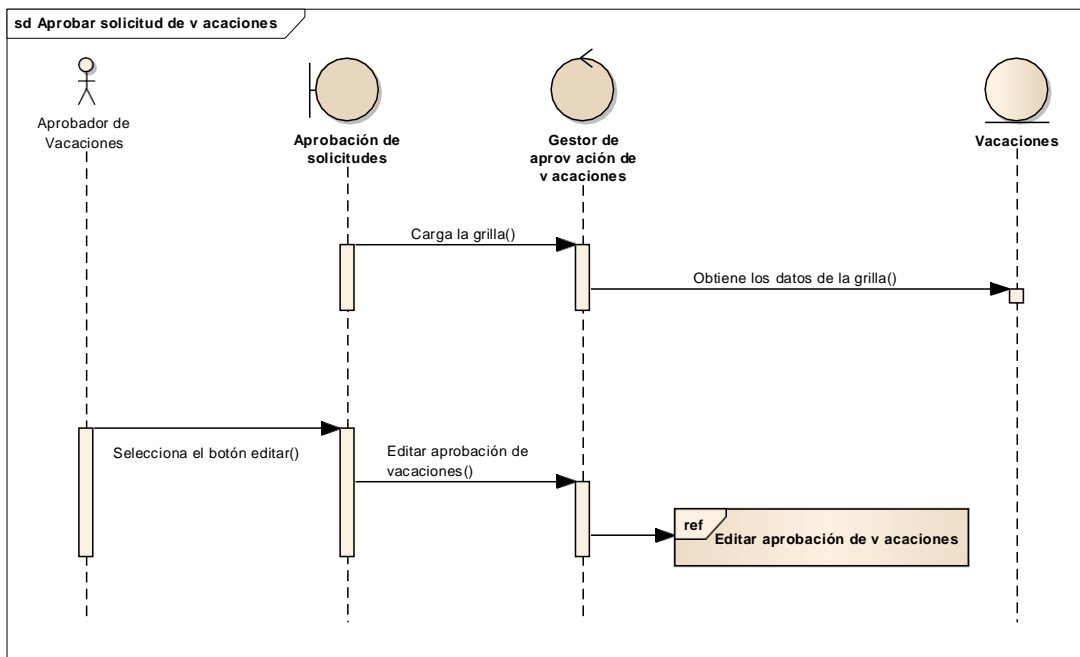 sd Aprobar solicitud de v acaciones
Aprobador de
Vacaciones
Aprobación de
solicitudes
Gestor de
aprov ación de
v acaciones
Vacaciones
Carga la grilla()
Obtiene los datos de la grilla()
Selecciona el botón editar()
Editar aprobación de
vacaciones()
ref
Editar aprobación de v acaciones